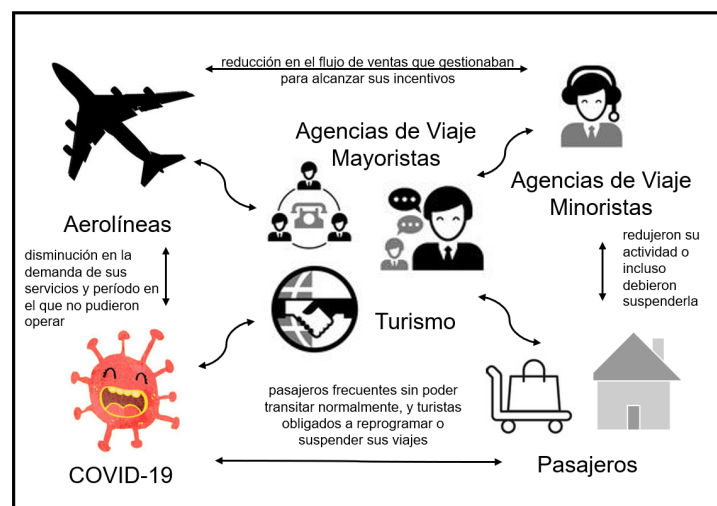 reducción en el flujo de ventas que gestionaban
para alcanzar sus incentivos
Agencias de Viaje
Mayoristas
Agencias de Viaje
Minoristas
Aerolíneas
disminución en la
demanda de sus
servicios y período en
el que no pudieron
operar
redujeron su
actividad o
incluso
debieron
suspenderla
Turismo
pasajeros frecuentes sin poder
transitar normalmente, y turistas
obligados a reprogramar o
suspender sus viajes
COVID-19
Pasajeros